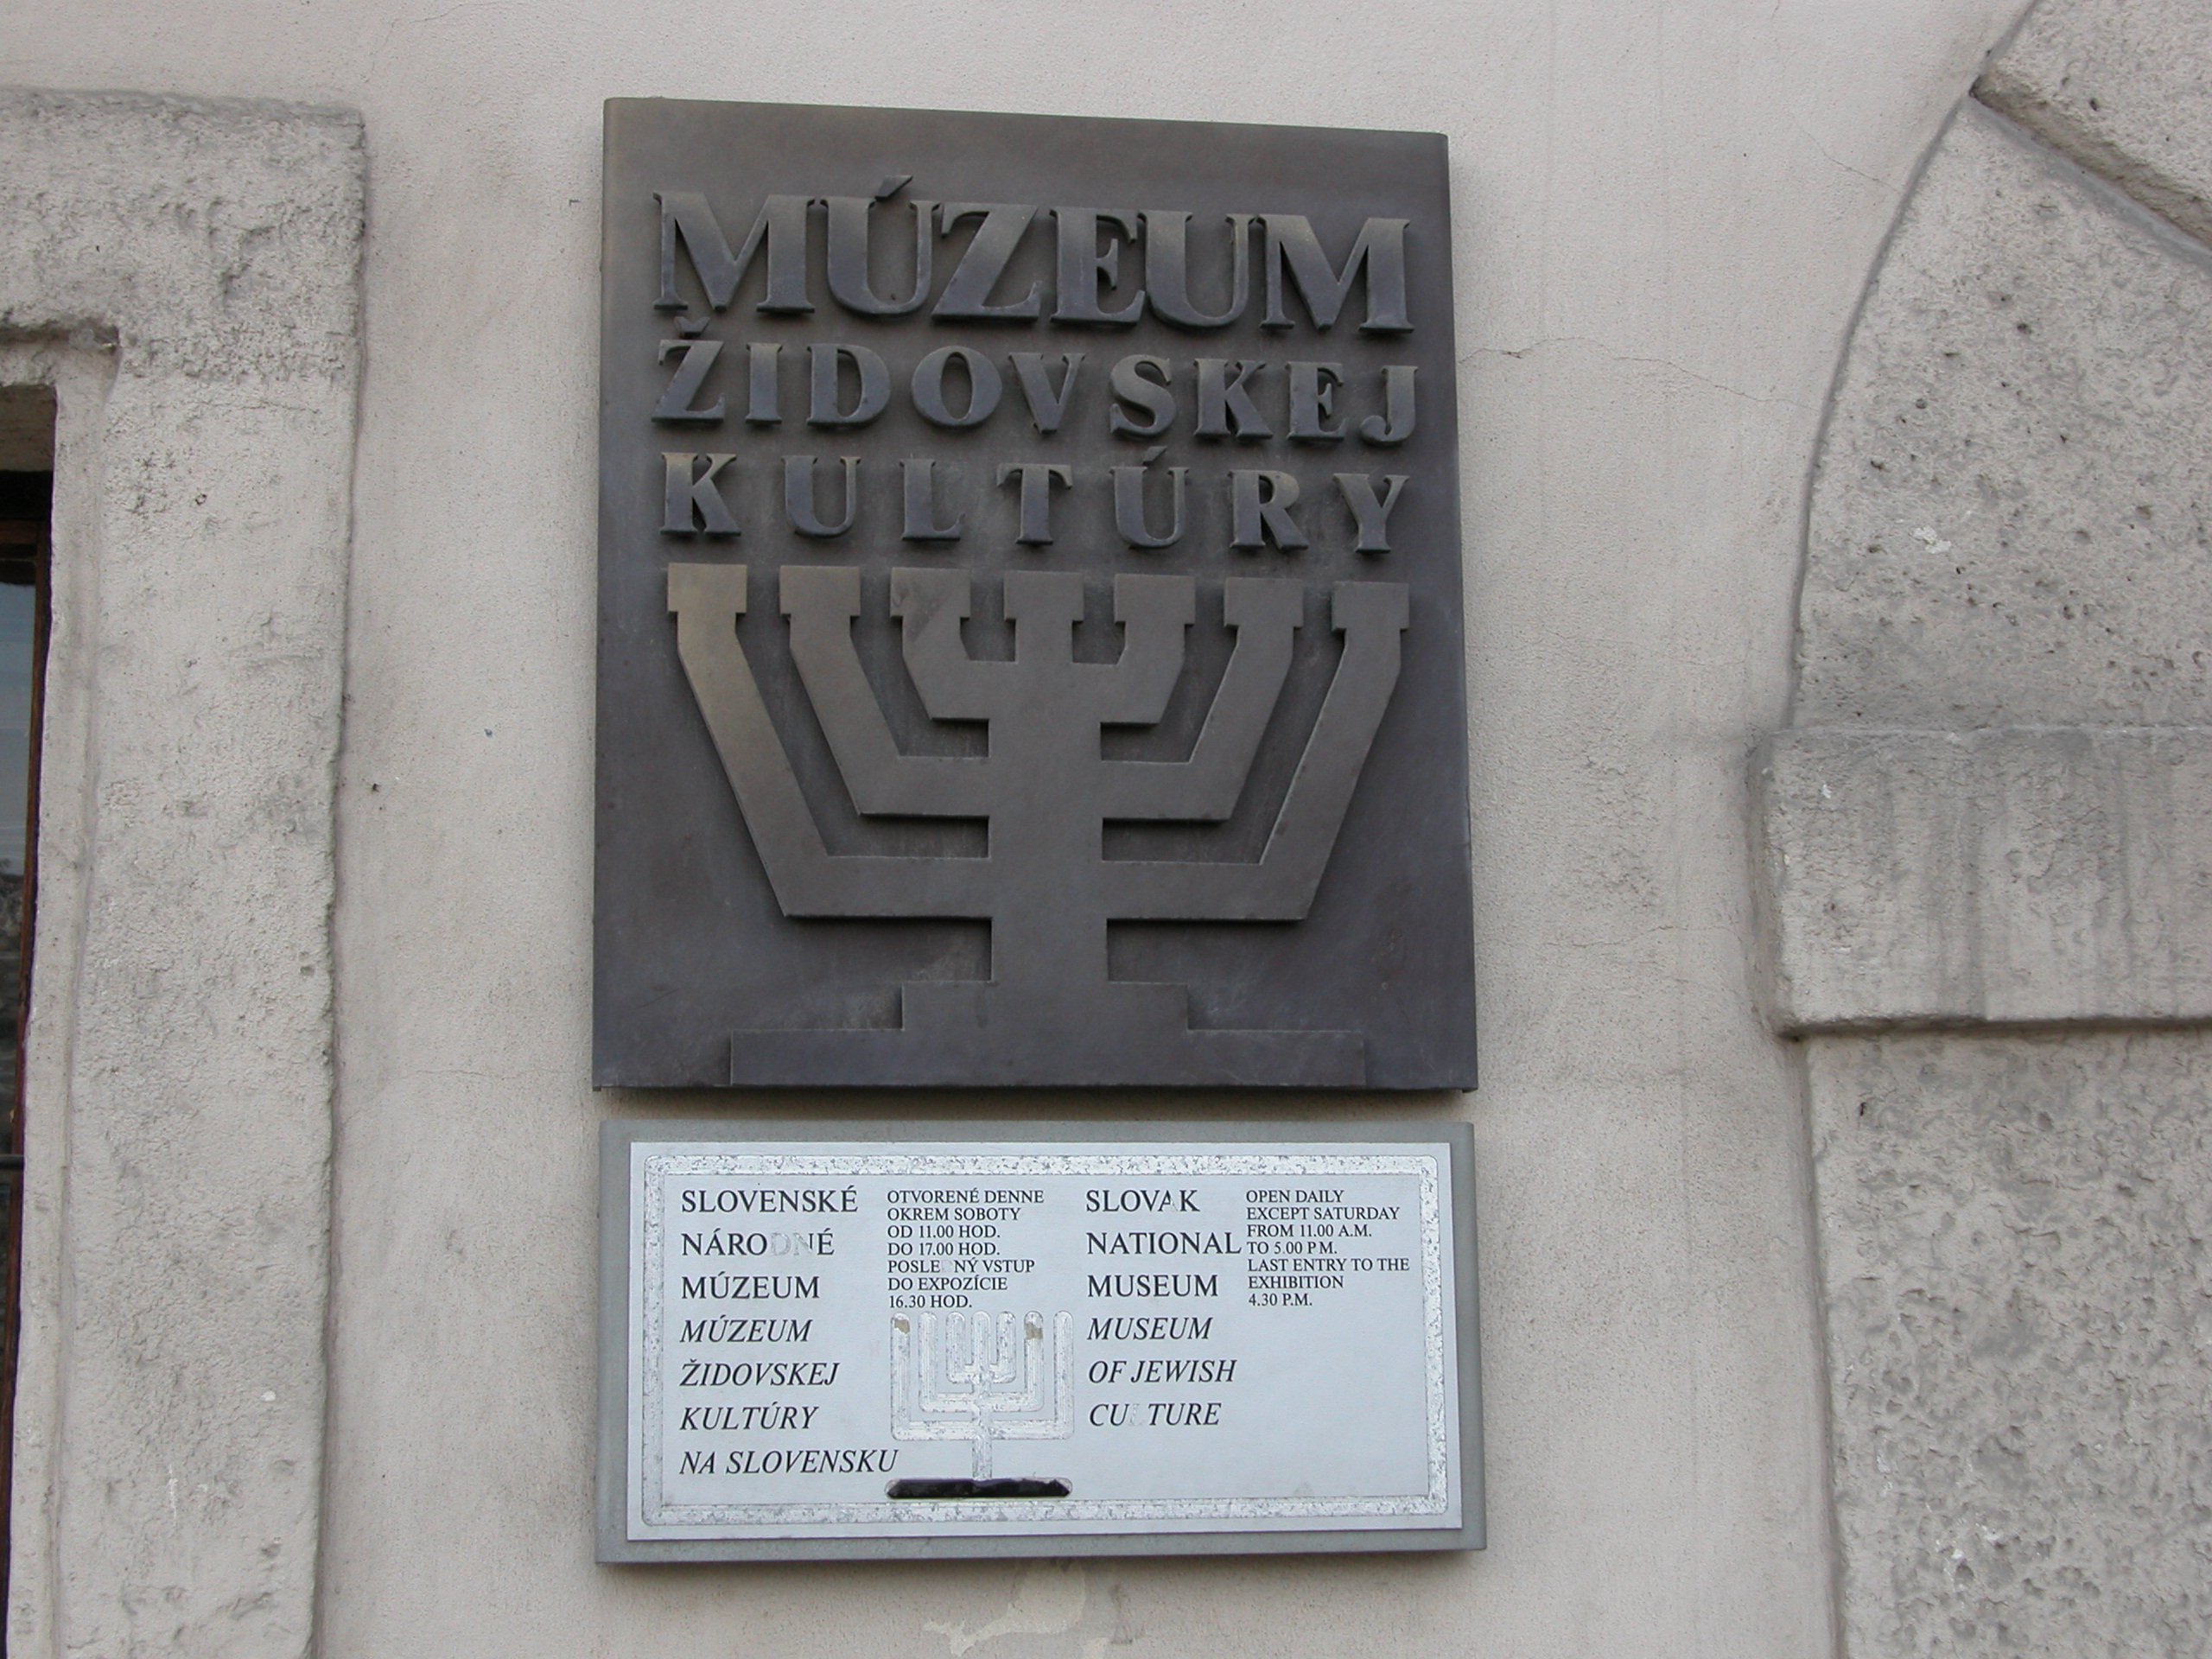 MÚZEUM
ŽIDOVSKEJ
KULTÚRY
SLOVENSKÉ
NÁRODNÉ
MÚZEUM
MÚZEUM
ŽIDOVSKEJ
KULTÚRY
NA SLOVENSKU
OTVORENÉ DENNE
OKREM SOBOTY
OD 11.00 HOD.
DO 17.00 HOD.
POSLE NÝ VSTUP
DO EXPOZÍCIE
16.30 HOD.
SLOVAK
NATIONAL
MUSEUM
MUSEUM
OF JEWISH
CULTURE
OPEN DAILY
EXCEPT SATURDAY
FROM 11.00 A.M.
TO 5.00 P M.
LAST ENTRY TO THE
EXHIBITION
4.30 P.M.